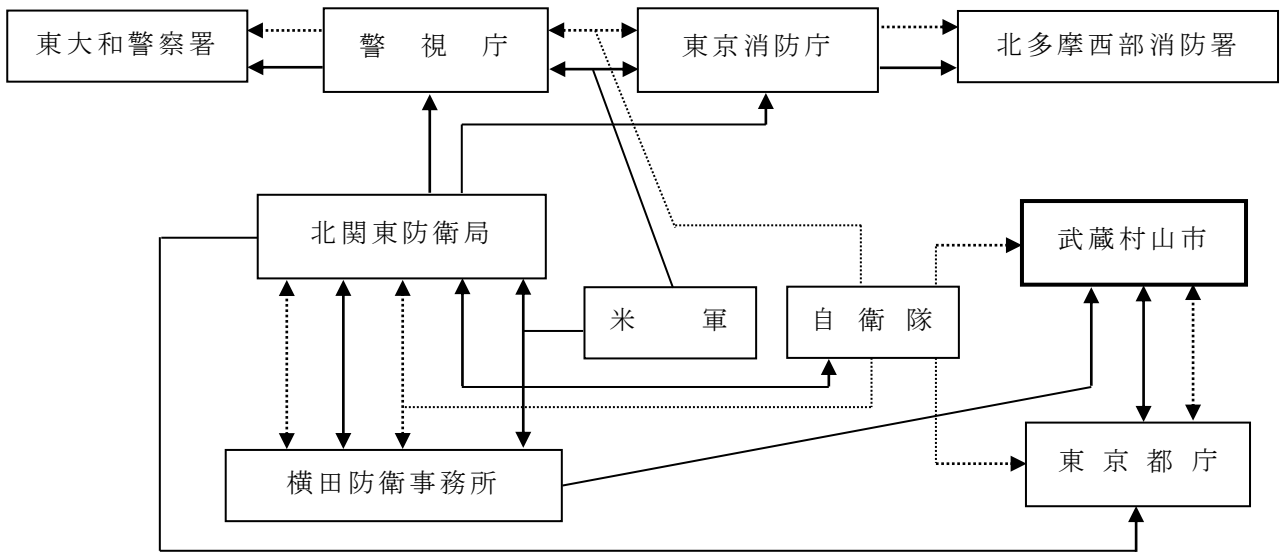 東大和警察署
警視庁
東京消防庁
北多摩西部消防署
北関東防衛局
武蔵村山市
米軍
自衛隊
横田防衛事務所
東京都庁